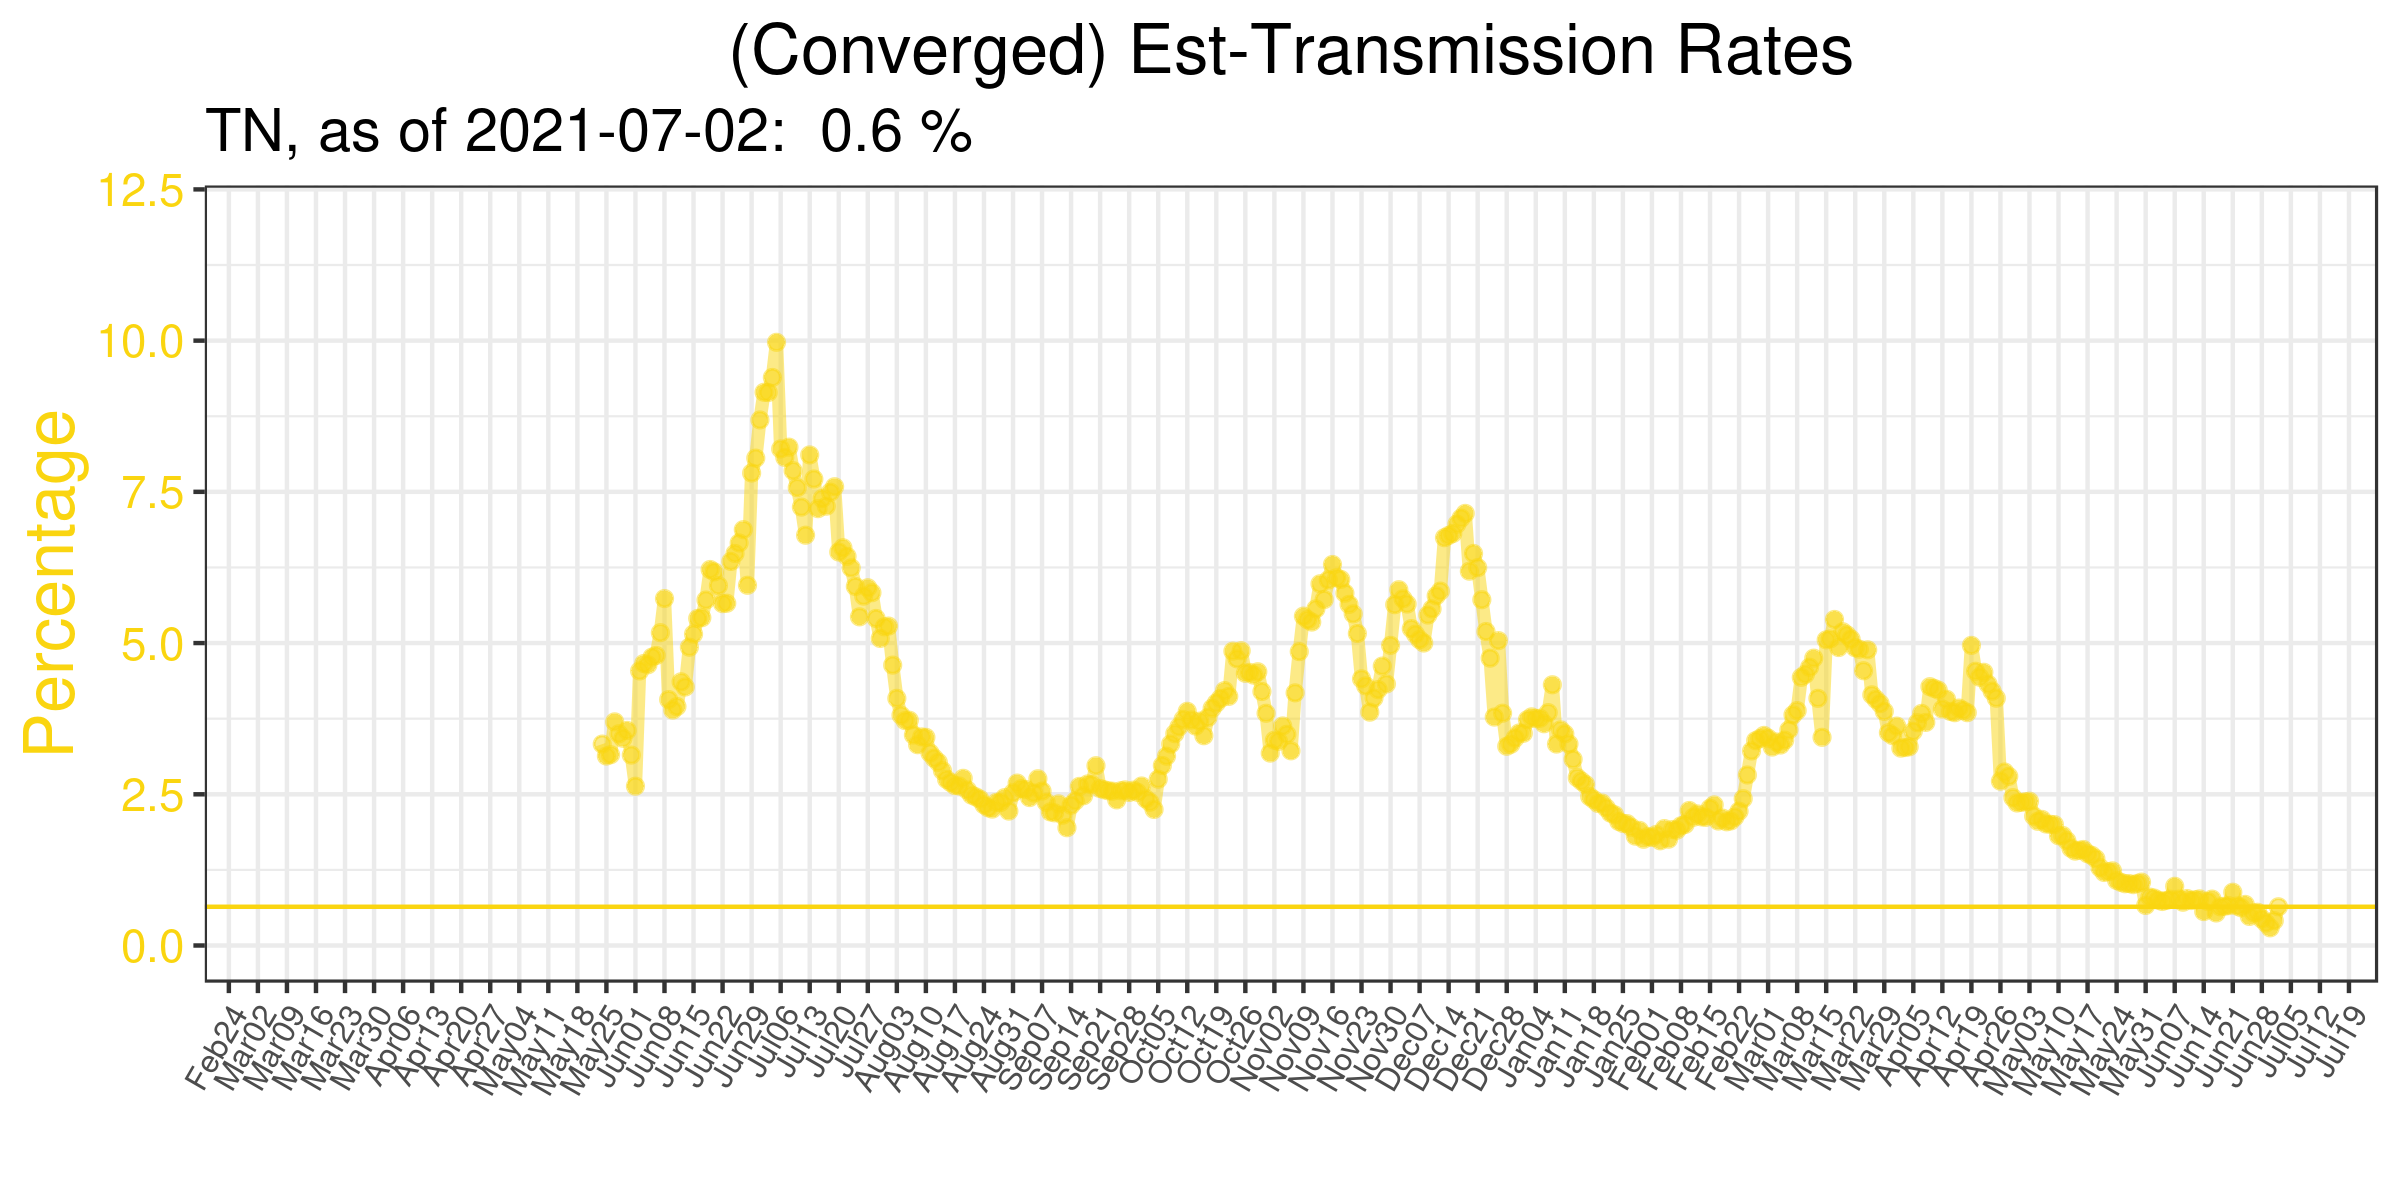 (Converged) Est-Transmission Rates
TN, as of 2021-07-02:  0.6 %
Percentage
12.5
10.0
7.5
5.0
2.5
0.0
Feb24
Mar02
Mar09
Mar16
Mar23
Mar30
Apr06
Apr13
Apr20
Apr27
May04
May11
May18
May25
Jun01
Jun08
Jun15
Jun22
Jun29
Jul06
Jul13
Jul20
Jul27
Aug03
Aug10
Aug17
Aug24
Aug31
Sep07
Sep14
Sep21
Sep28
Oct05
Oct12
Oct19
Oct26
Nov02
Nov09
Nov16
Nov23
Nov30
Dec07
Dec14
Dec21
Dec28
Jan04
Jan11
Jan18
Jan25
Feb01
Feb08
Feb15
Feb22
Mar01
Mar08
Mar15
Mar22
Mar29
Apr05
Apr12
Apr19
Apr26
May03
May10
May17
May24
May31
Jun07
Jun14
Jun21
Jun28
Jul05
Jul12
Jul19